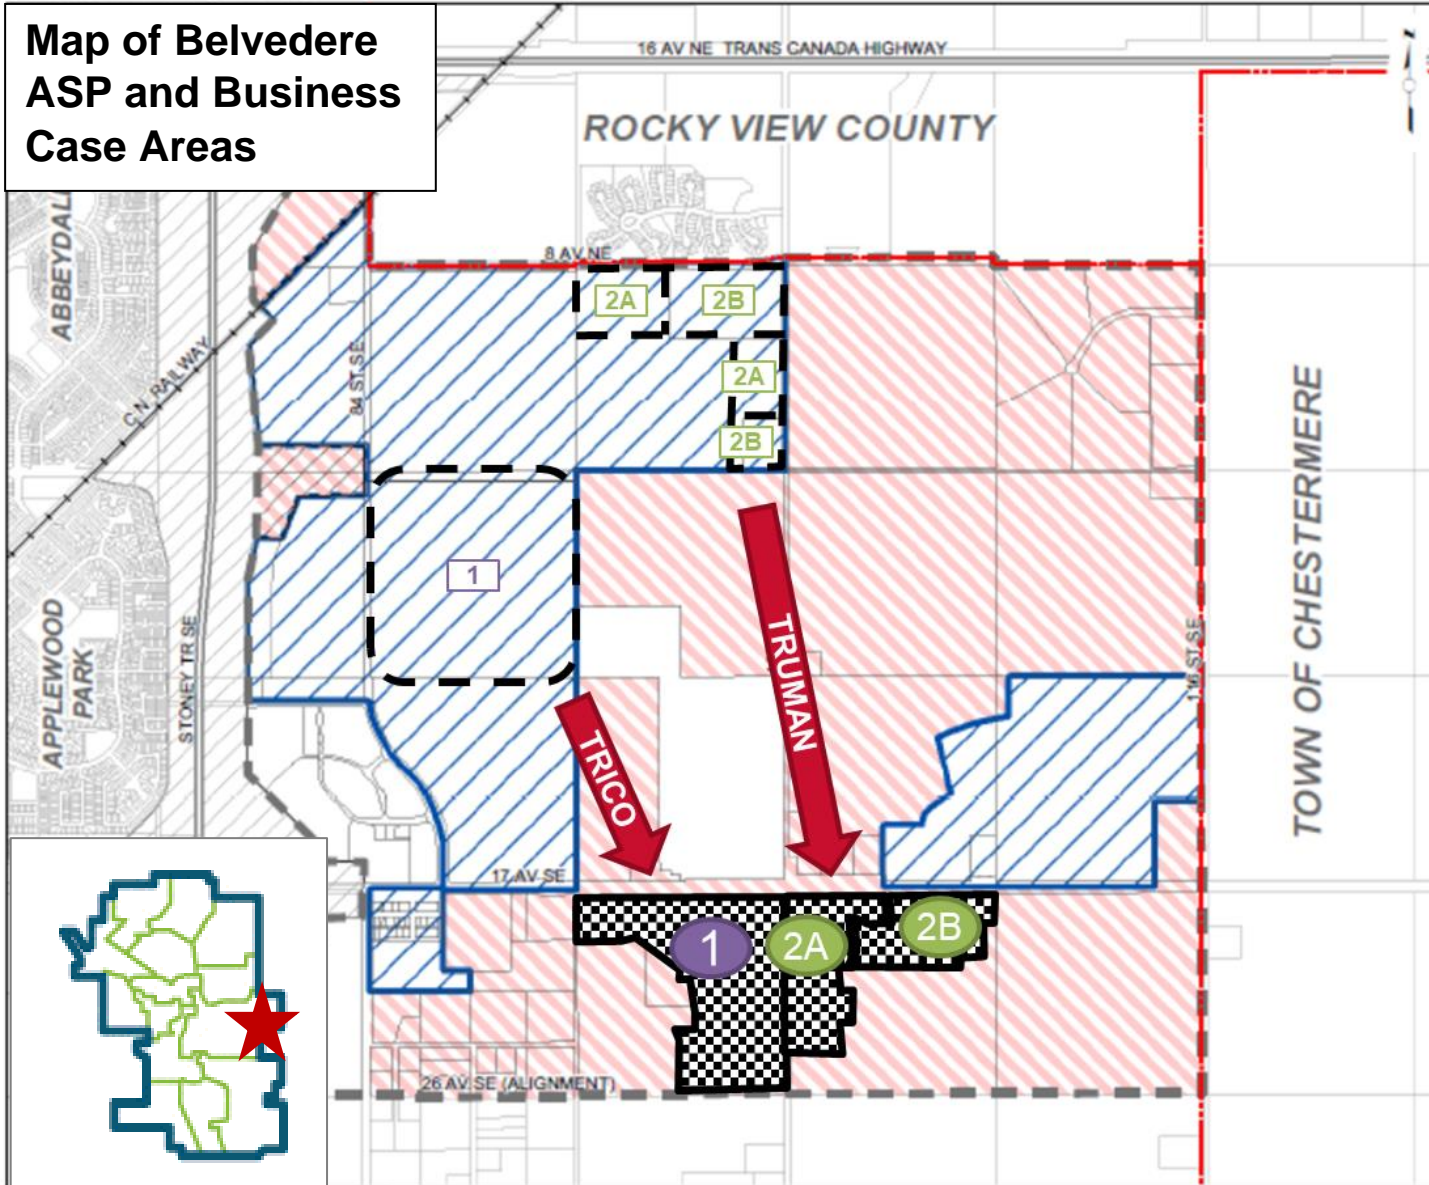 Map of Belvedere
ASP and Business
Case Areas
16 AV NE TRANS CANADA HIGHWAY
ROCKY VIEW COUNTY
ABBEYDAL
8 AV NE
2A
2B
C.N. RAILWAY
84 ST SE
2A
2B
1
TOWN OF CHESTERMERE
APPLEWOOD
PARK
STONEY TR SE
116 ST SE
TRUMAN
TRICO
17 AV SE
1
2A
2B
26 AV SE (ALIGNMENT)